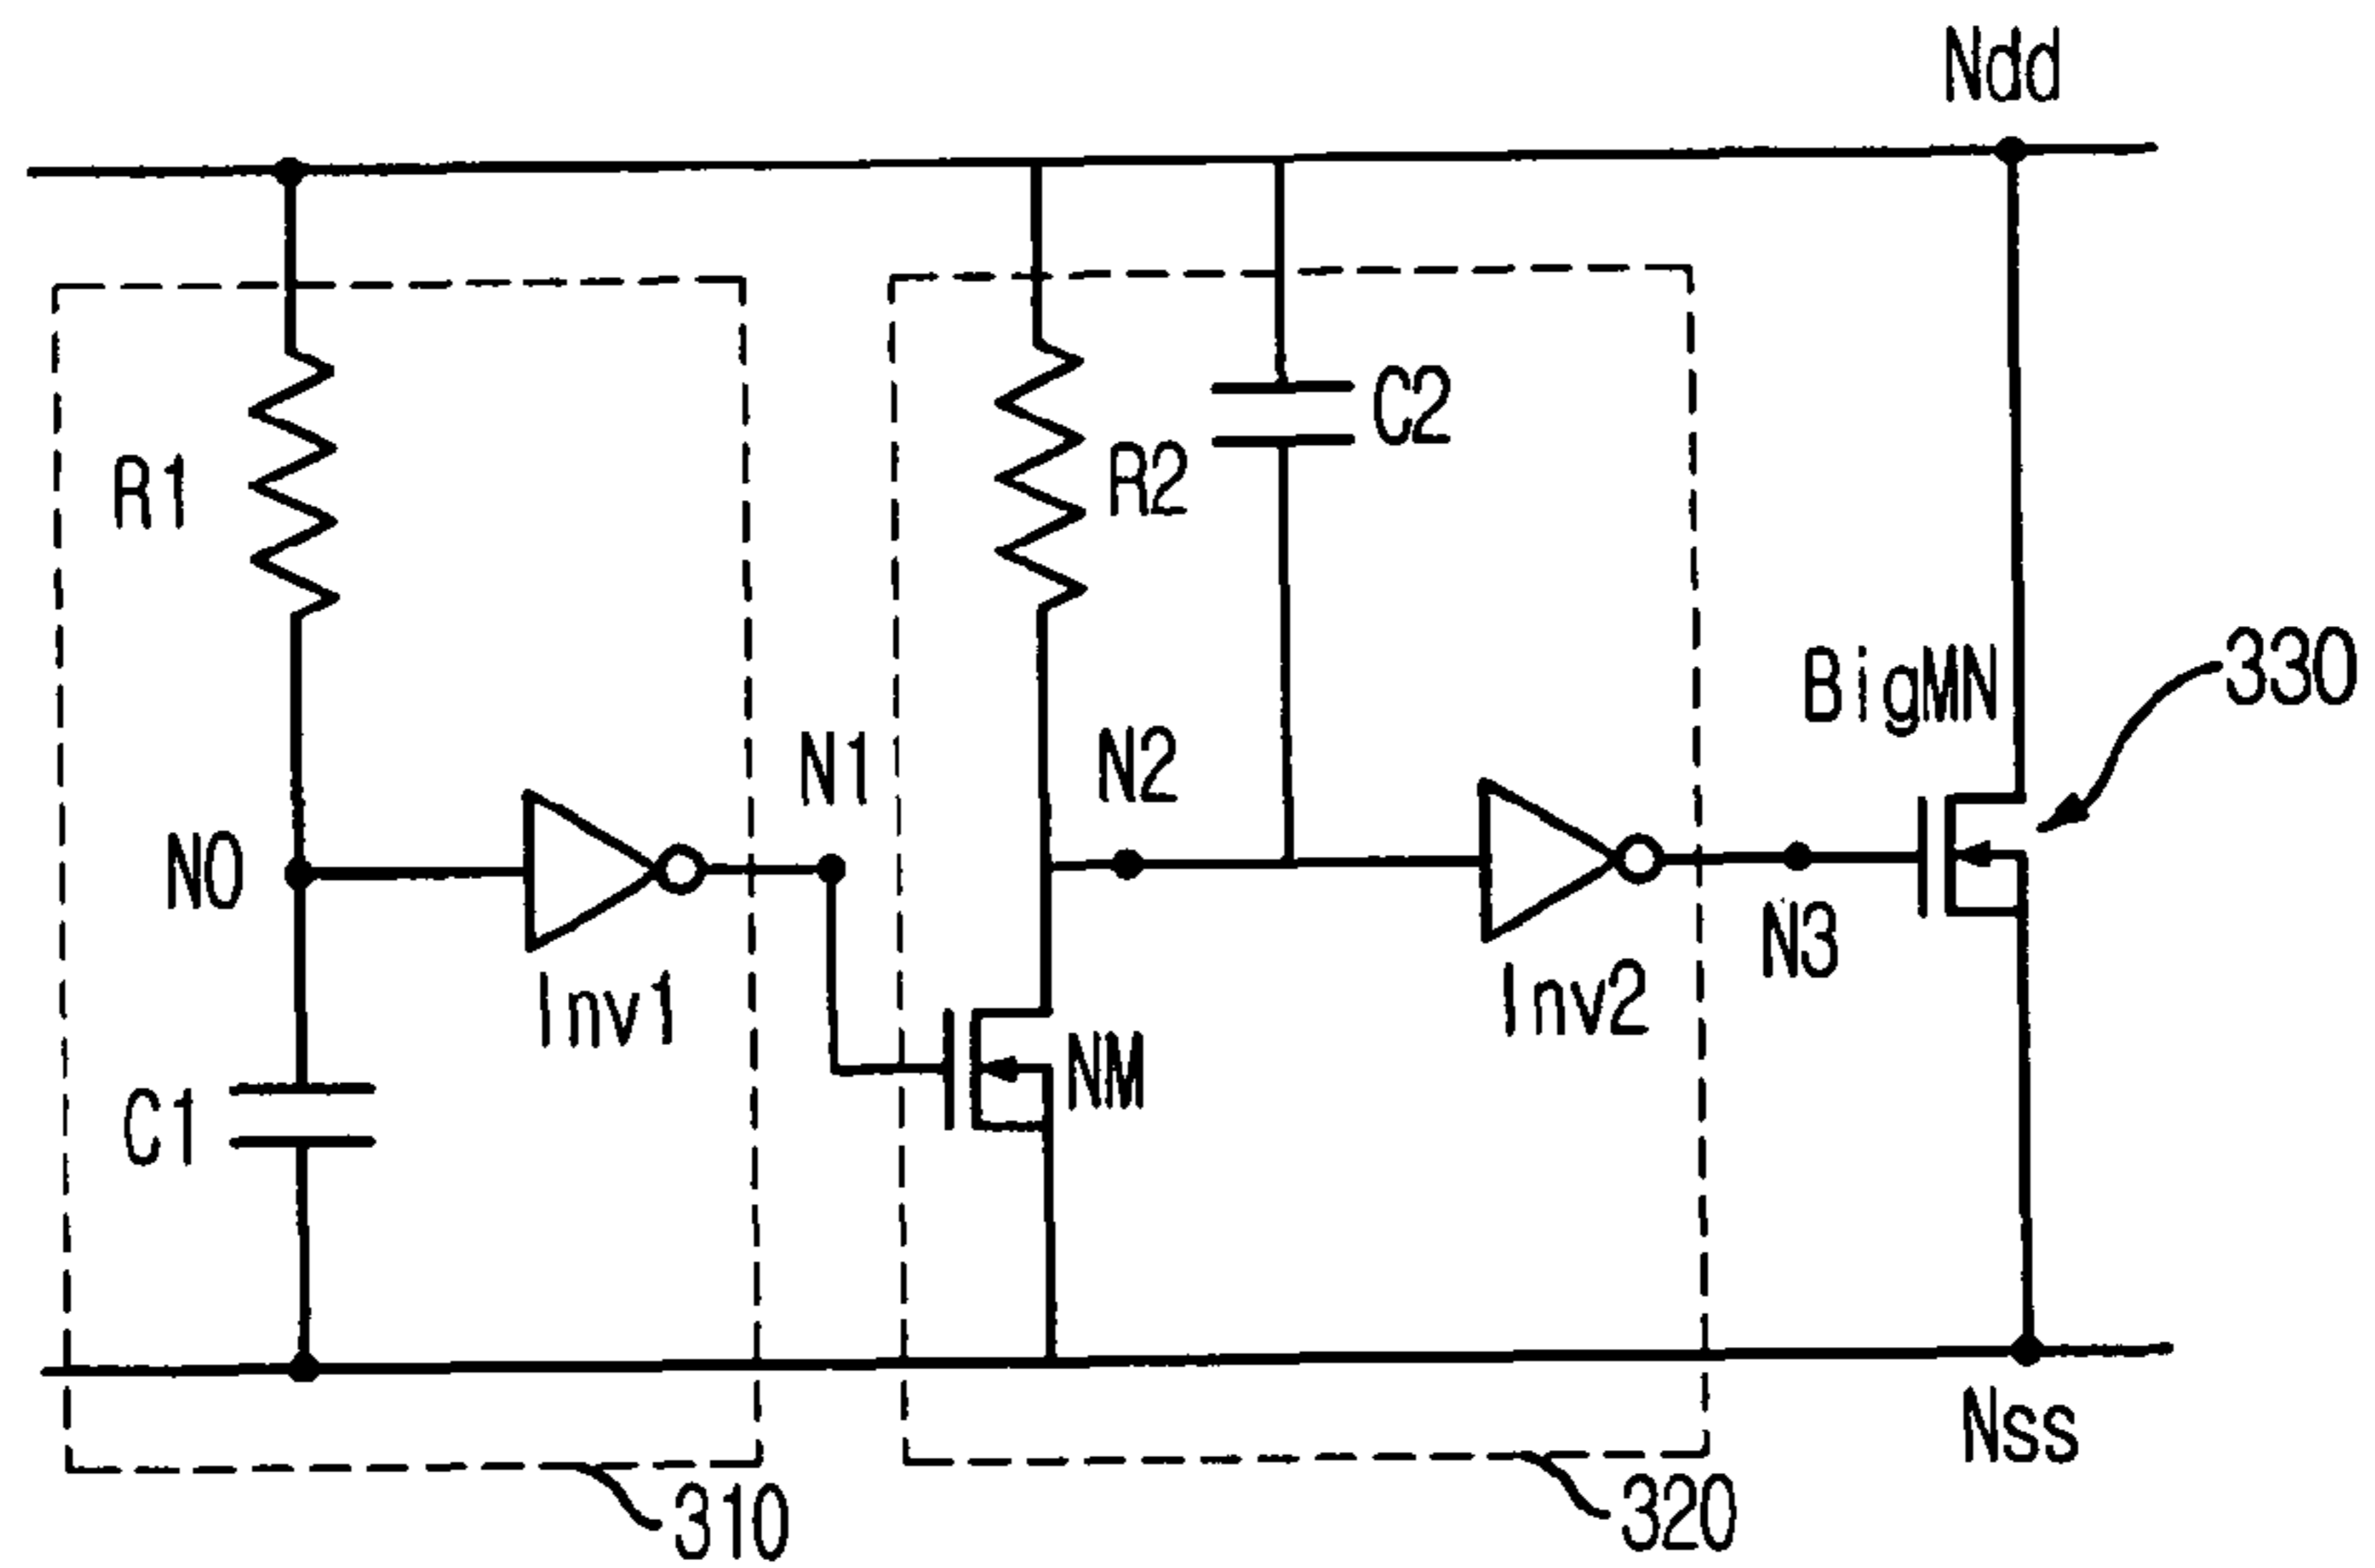 Ndd
C2
R1
R2
BigMN
330
N1
N2
N0
N3
Inv1
Inv2
NM
C1
Nss
310
320